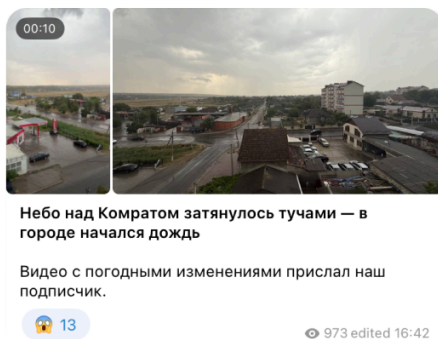 00:10
Небо над Комратом затянулось тучами — в
городе начался дождь
Видео с погодными изменениями прислал наш
подписчик.
13
973 edited 16:42